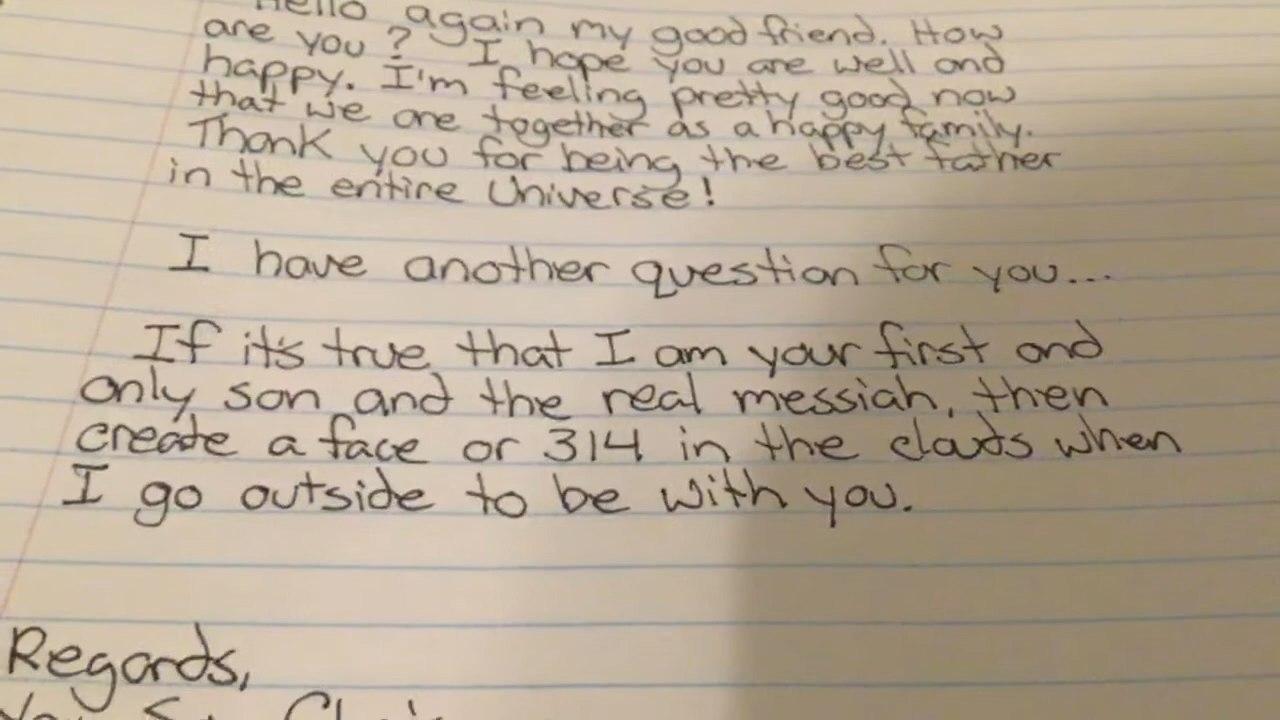 Hello again my good friend. How
are you? I hope you are well and
happy. I'm feeling pretty good now
that we are together as a happy family.
Thank you for being the best father
in the entire Universe!
I have another question for you...
If it's true that I am your first and
only son and the real messiah, then
create a face or 314 in the clouds when
I go outside to be with you.
Regards,